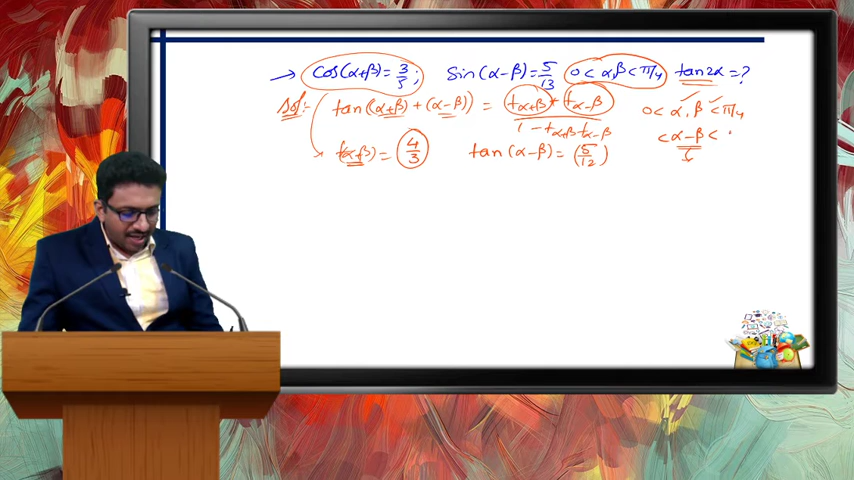 → cos(α+β)=3/5; sin(α-β)=5/13 0<α,β<π/4 tan2α=?
Sol:- tan((α+β)+(α-β)) = (tα+β + tα-β)/(1-tα+β tα-β) 0<α,β<π/4
t(α+β)=(4/3) tan(α-β)=(5/12) <α-β<